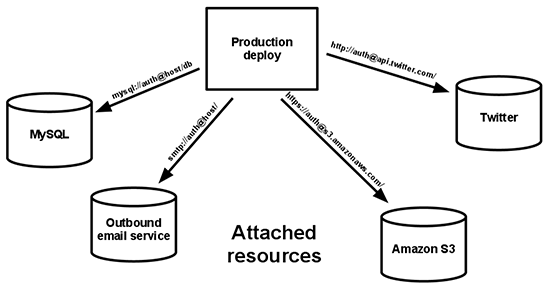 Production
deploy
mysql://auth@host/db
http://auth@api.twitter.com/
smtp://auth@host/
https://auth@s3.amazonaws.com/
MySQL
Twitter
Outbound
email service
Attached
resources
Amazon S3